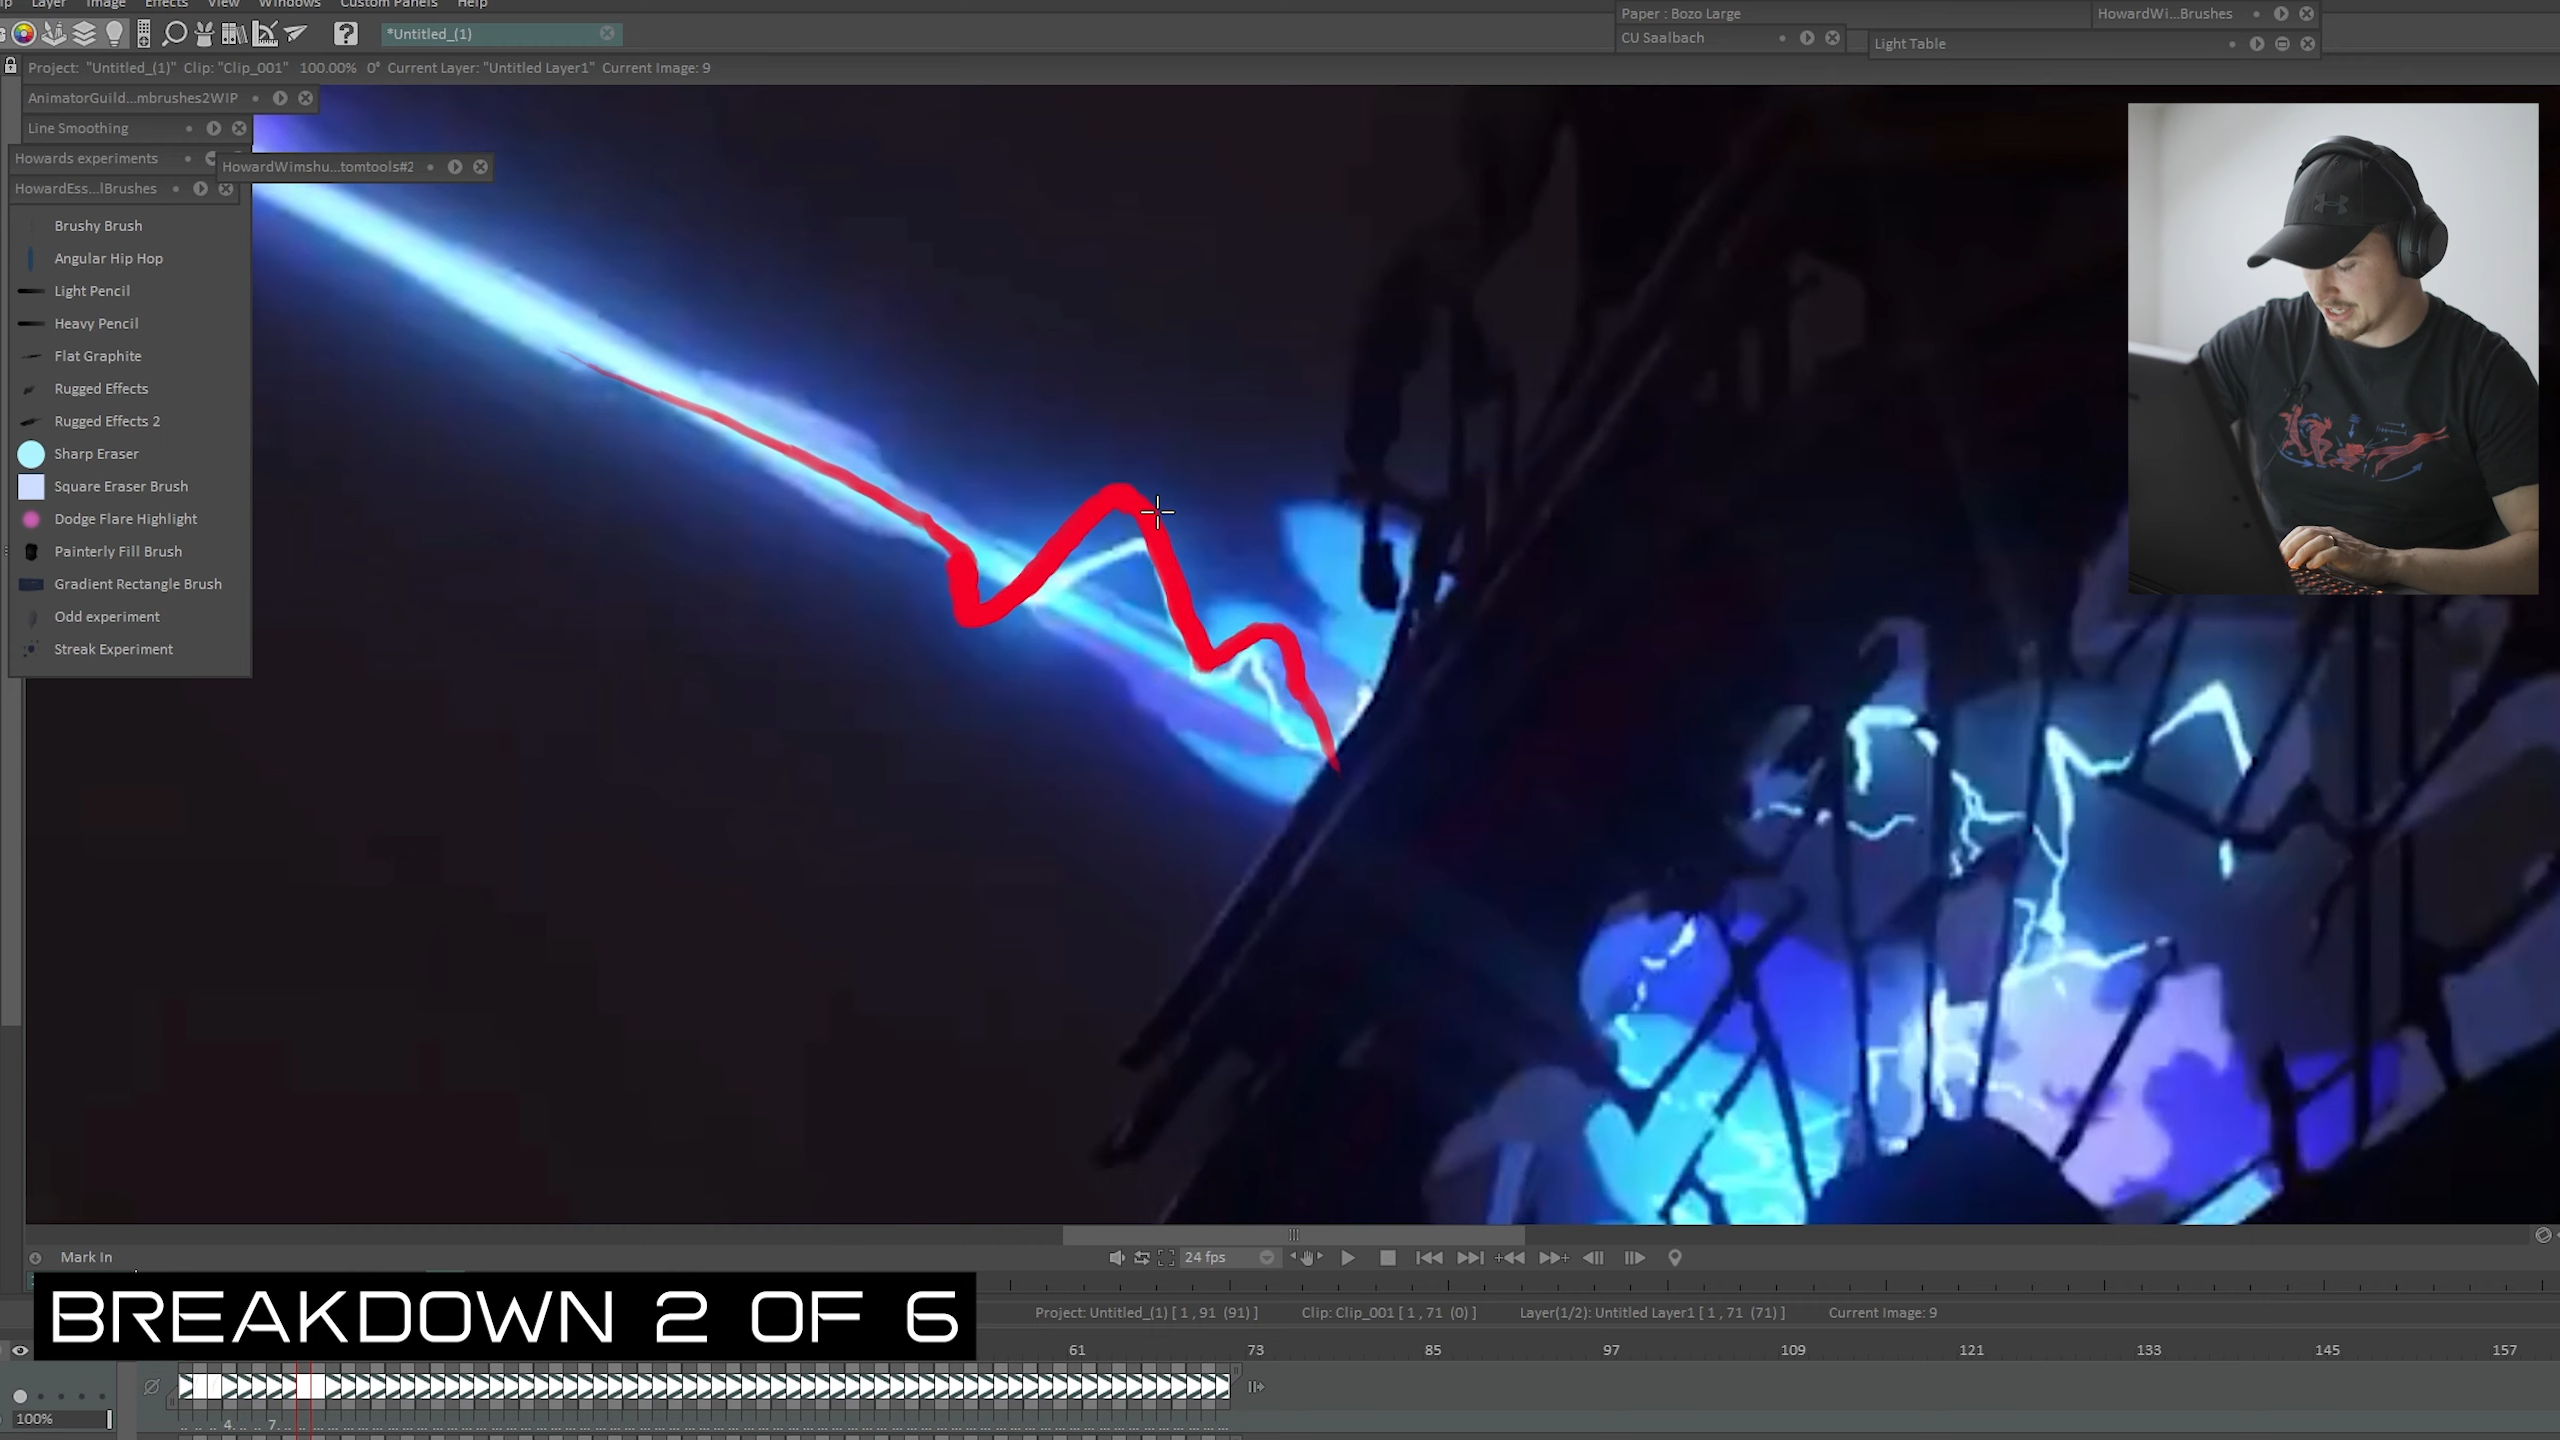 Layer Image Effects View Windows Custom Panels Help
*Untitled_(1)
Paper : Bozo Large
HowardWi...Brushes
CU Saalbach
Light Table
Project: "Untitled_(1)" Clip: "Clip_001" 100.00% 0° Current Layer: "Untitled Layer1" Current Image: 9
AnimatorGuild...mbrushes2WIP
Line Smoothing
Howards experiments
HowardWimshu...tomtools#2
HowardEss...lBrushes
Brushy Brush
Angular Hip Hop
Light Pencil
Heavy Pencil
Flat Graphite
Rugged Effects
Rugged Effects 2
Sharp Eraser
Square Eraser Brush
Dodge Flare Highlight
Painterly Fill Brush
Gradient Rectangle Brush
Odd experiment
Streak Experiment
Mark In
24 fps
BREAKDOWN 2 OF 6
Project: Untitled_(1) [ 1 , 91 (91) ] Clip: Clip_001 [ 1 , 71 (0) ] Layer(1/2): Untitled Layer1 [ 1 , 71 (71) ] Current Image: 9
61 73 85 97 109 121 133 145 157
100%
4.. 7..